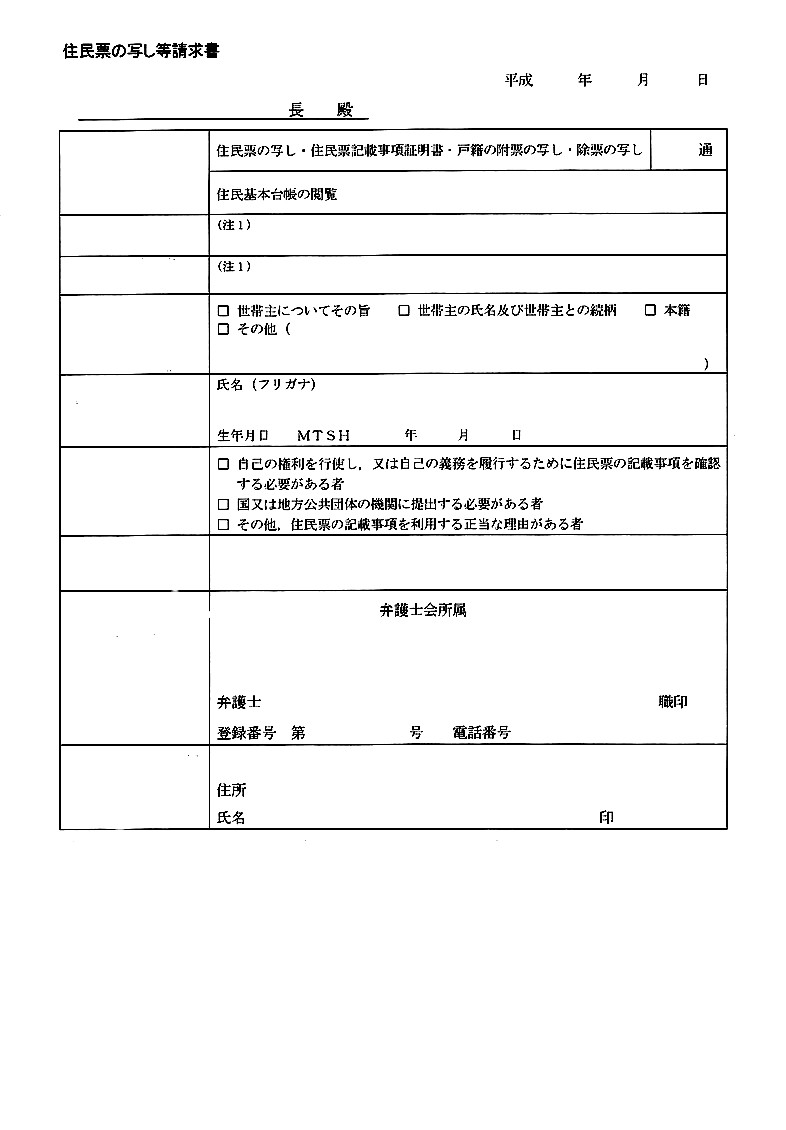 住民票の写し等請求書
平成　　　年　　　月　　　日
長　殿
住民票の写し・住民票記載事項証明書・戸籍の附票の写し・除票の写し　　　通
住民基本台帳の閲覧
(注1)
(注1)
□ 世帯主についてその旨　□ 世帯主の氏名及び世帯主との続柄　□ 本籍
□ その他（
）
氏名（フリガナ）
生年月日　MTSH　　　年　　月　　日
□ 自己の権利を行使し，又は自己の義務を履行するために住民票の記載事項を確認
する必要がある者
□ 国又は地方公共団体の機関に提出する必要がある者
□ その他，住民票の記載事項を利用する正当な理由がある者
弁護士会所属
弁護士　　　　　　職印
登録番号　第　　　　　号　電話番号
住所
氏名　　　　　　印